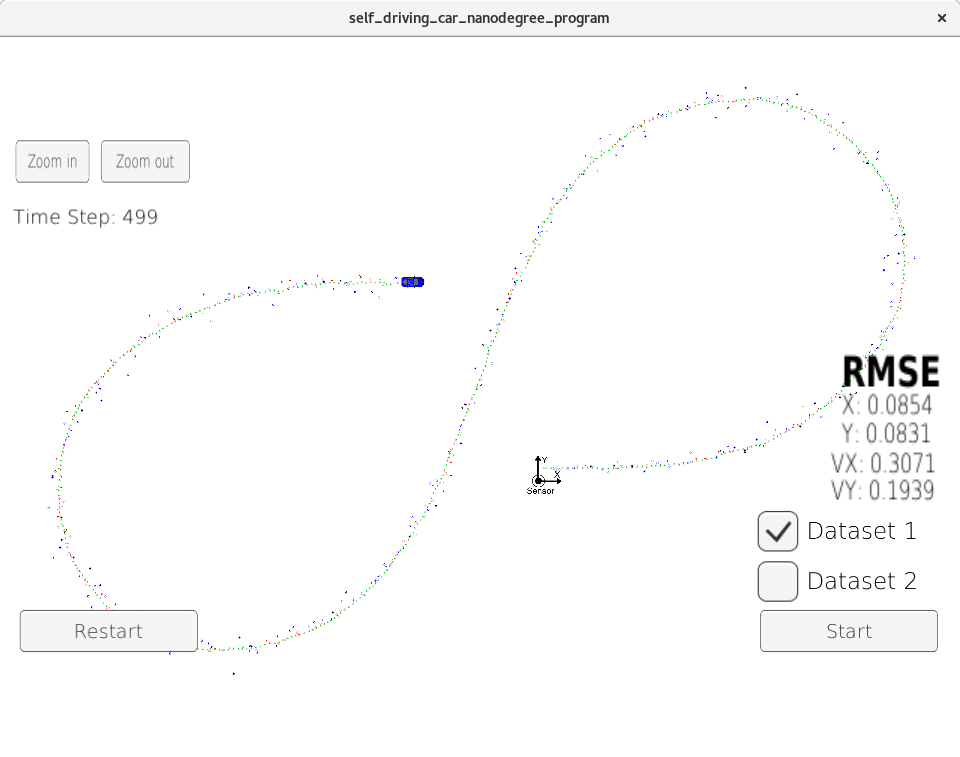 self_driving_car_nanodegree_program
Zoom in
Zoom out
Time Step: 499
RMSE
X: 0.0854
Y: 0.0831
VX: 0.3071
VY: 0.1939
Y
X
Sensor
Dataset 1
Dataset 2
Restart
Start